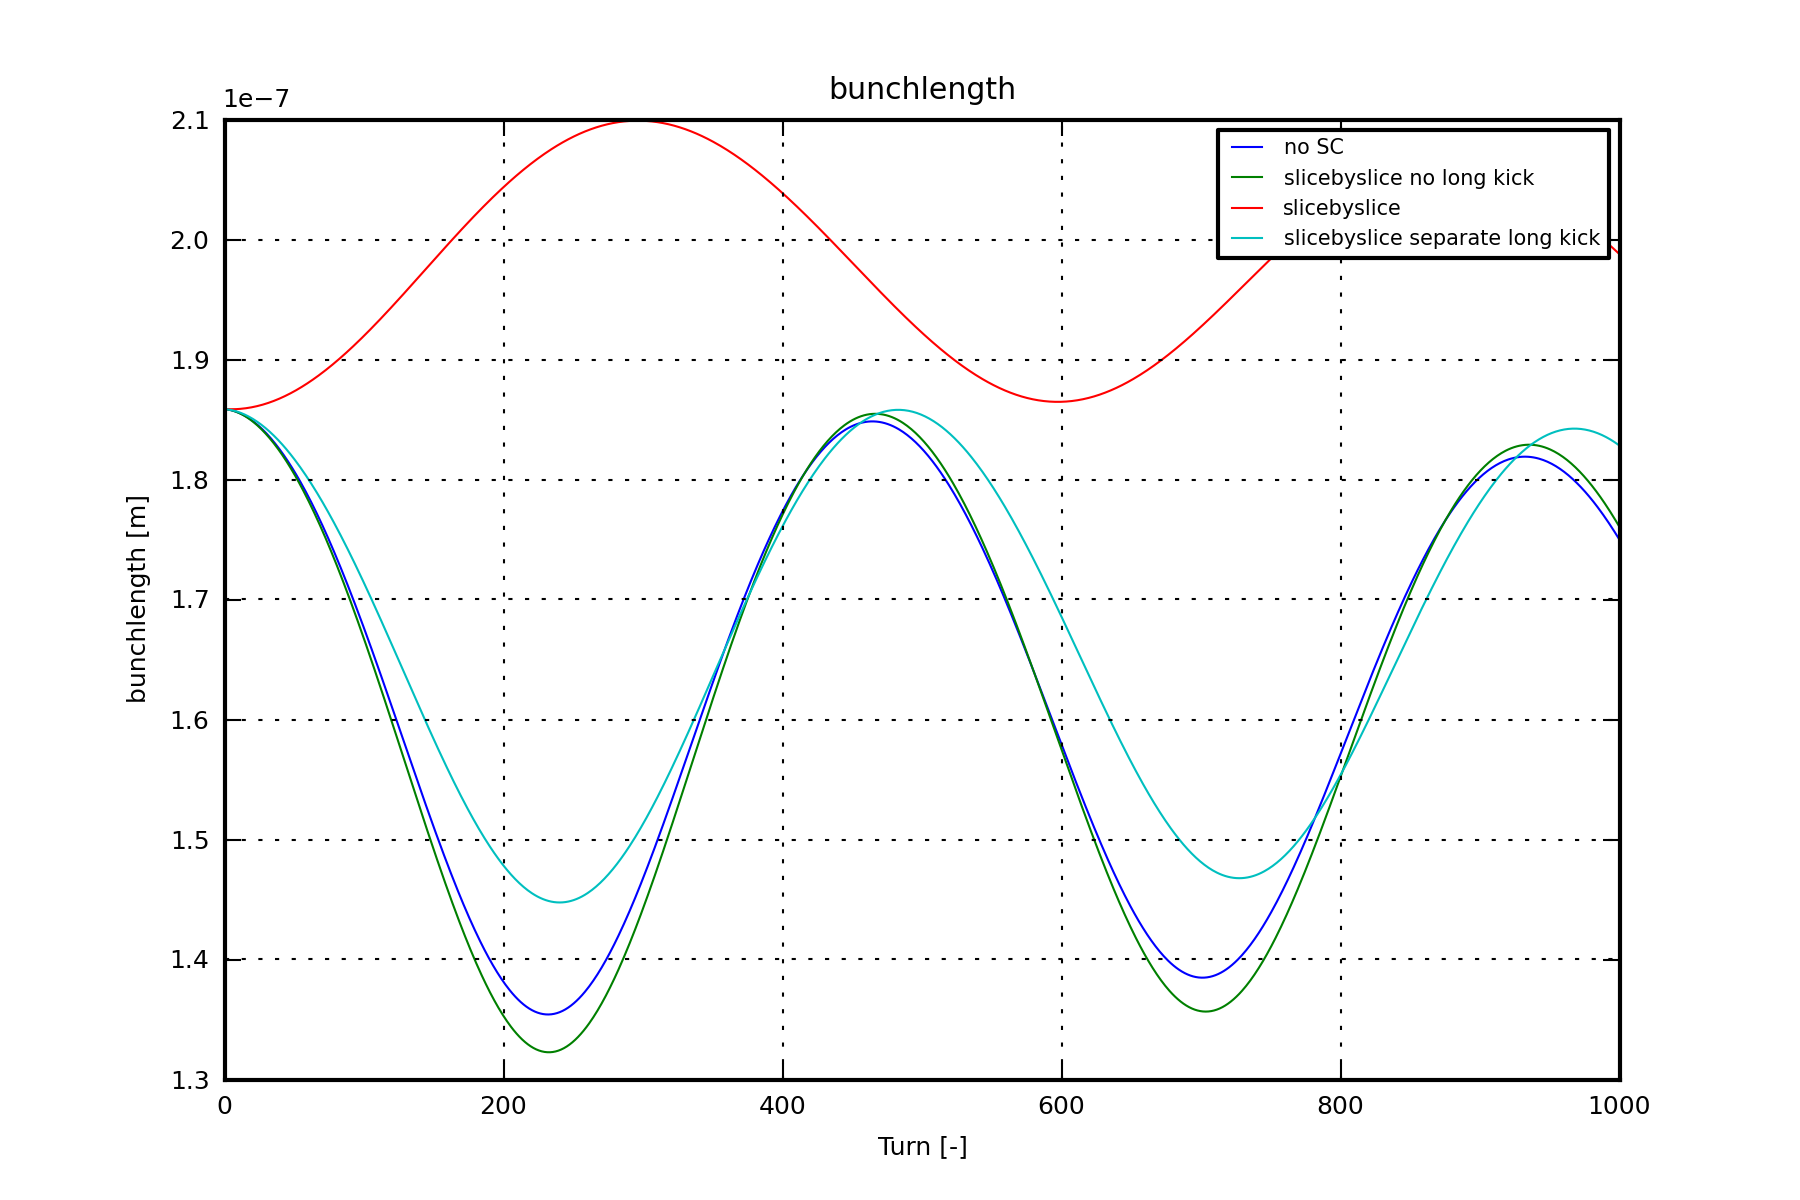 bunchlength
1e−7
2.1
2.0
1.9
1.8
1.7
1.6
1.5
1.4
1.3
bunchlength [m]
no SC
slicebyslice no long kick
slicebyslice
slicebyslice separate long kick
0 200 400 600 800 1000
Turn [-]